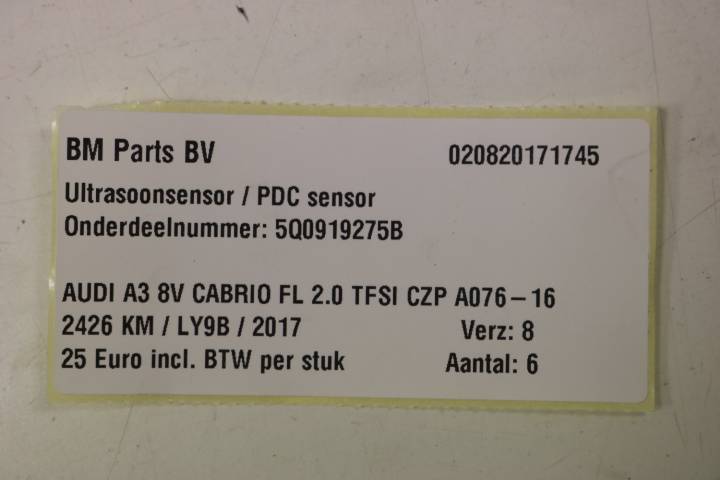 BM Parts BV 020820171745
Ultrasoonsensor / PDC sensor
Onderdeelnummer: 5Q0919275B
AUDI A3 8V CABRIO FL 2.0 TFSI CZP A076-16
2426 KM / LY9B / 2017 Verz: 8
25 Euro incl. BTW per stuk Aantal: 6